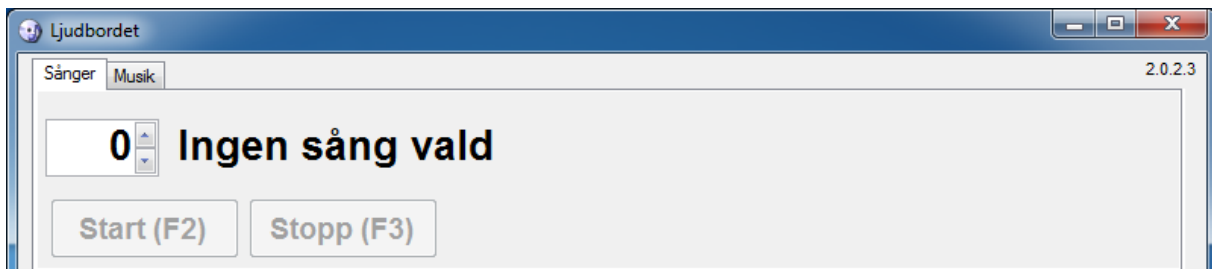 Ljudbordet
Sånger Musik 2.0.2.3
0 Ingen sång vald
Start (F2) Stopp (F3)